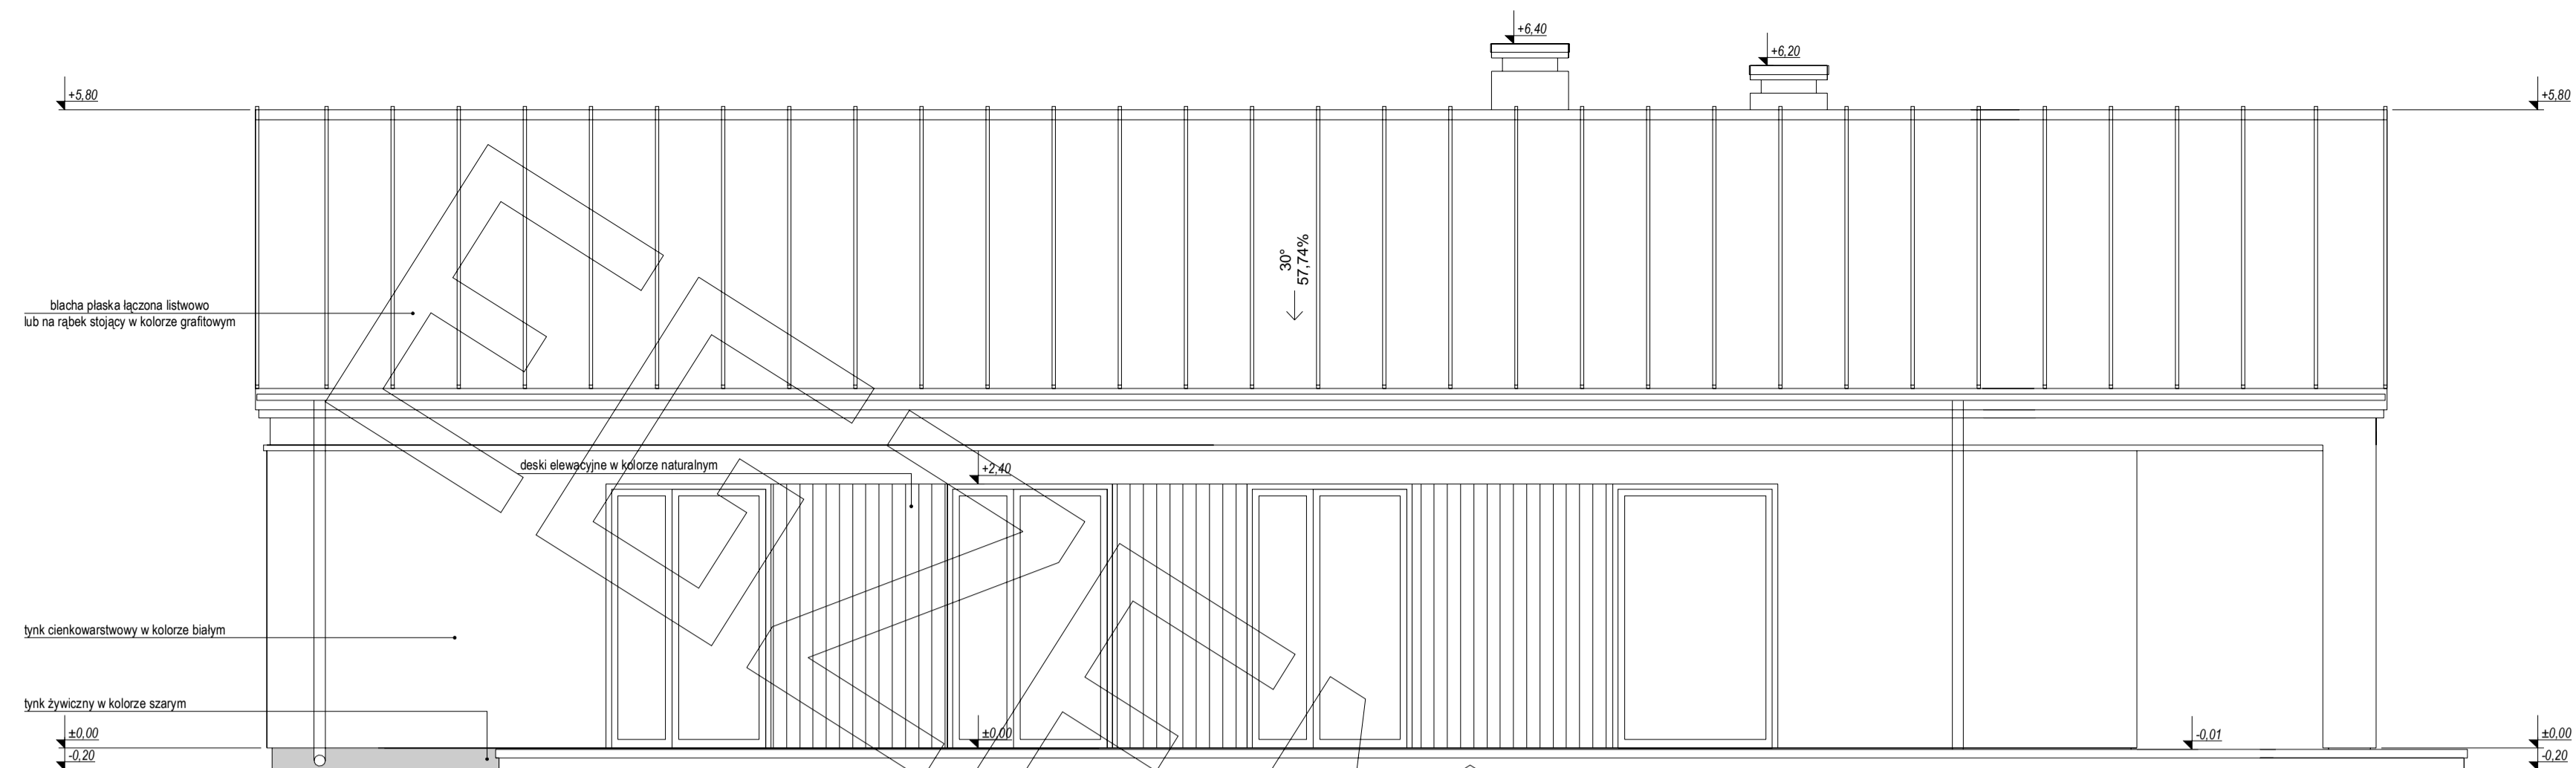 +6,40
+6,20
+5,80
+5,80
30°
57,74%
blacha płaska łączona listwowo
lub na rąbek stojący w kolorze grafitowym
deski elewacyjne w kolorze naturalnym
+2,40
tynk cienkowarstwowy w kolorze białym
tynk żywiczny w kolorze szarym
±0,00
±0,00
-0,01
±0,00
-0,20
-0,20